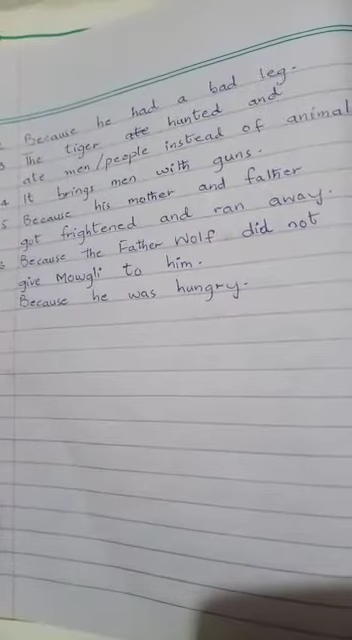 Because he had a bad leg.
3 The tiger ate hunted and
ate men/people instead of animal
4 It brings men with guns.
5 Because his mother and father
got frightened and ran away.
Because the Father Wolf did not
give Mowgli to him.
Because he was hungry.